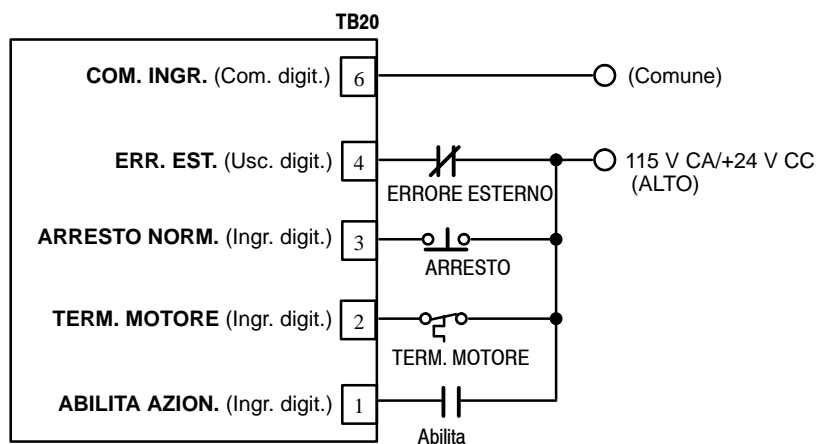 TB20
COM. INGR. (Com. digit.) 6 (Comune)
ERR. EST. (Usc. digit.) 4 115 V CA/+24 V CC
(ALTO)
ERRORE ESTERNO
ARRESTO NORM. (Ingr. digit.) 3
ARRESTO
TERM. MOTORE (Ingr. digit.) 2
TERM. MOTORE
ABILITA AZION. (Ingr. digit.) 1
Abilita